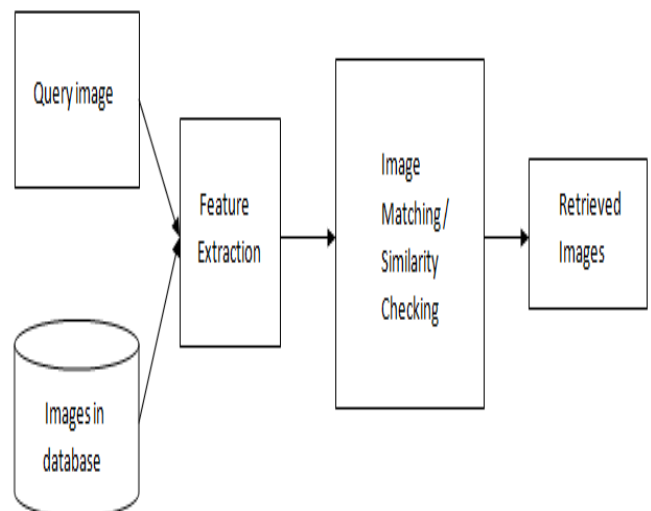 Query image
Feature
Extraction
Image
Matching/
Similarity
Checking
Retrieved
Images
Images in
database